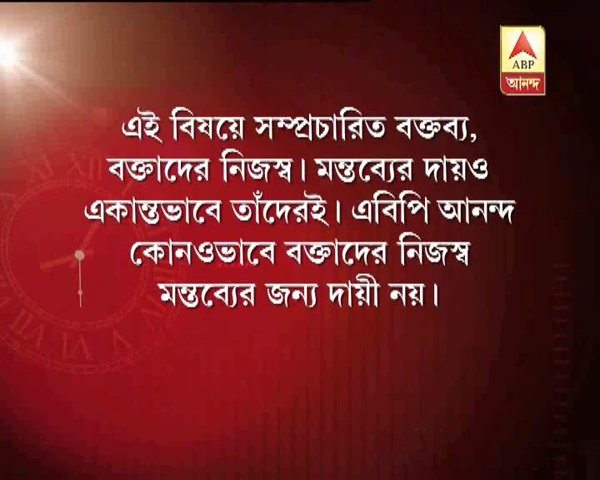 ABP
আনন্দ
এই বিষয়ে সম্প্রচারিত বক্তব্য,
বক্তাদের নিজস্ব। মন্তব্যের দায়ও
একান্তভাবে তাঁদেরই। এবিপি আনন্দ
কোনওভাবে বক্তাদের নিজস্ব
মন্তব্যের জন্য দায়ী নয়।